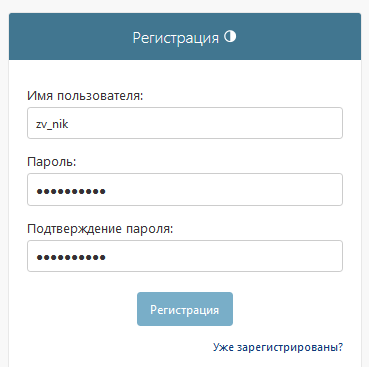 Регистрация
Имя пользователя:
zv_nik
Пароль:
●●●●●●●●●●
Подтверждение пароля:
●●●●●●●●●●
Регистрация
Уже зарегистрированы?